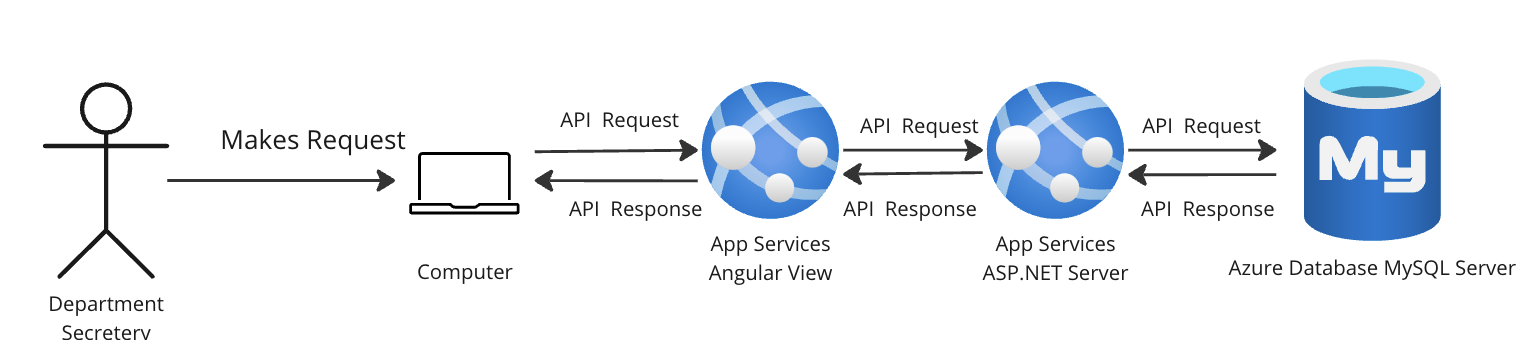 Makes Request
API Request
API Request
API Request
My
API Response
API Response
API Response
App Services
Angular View
App Services
ASP.NET Server
Azure Database MySQL Server
Computer
Department
Secretery